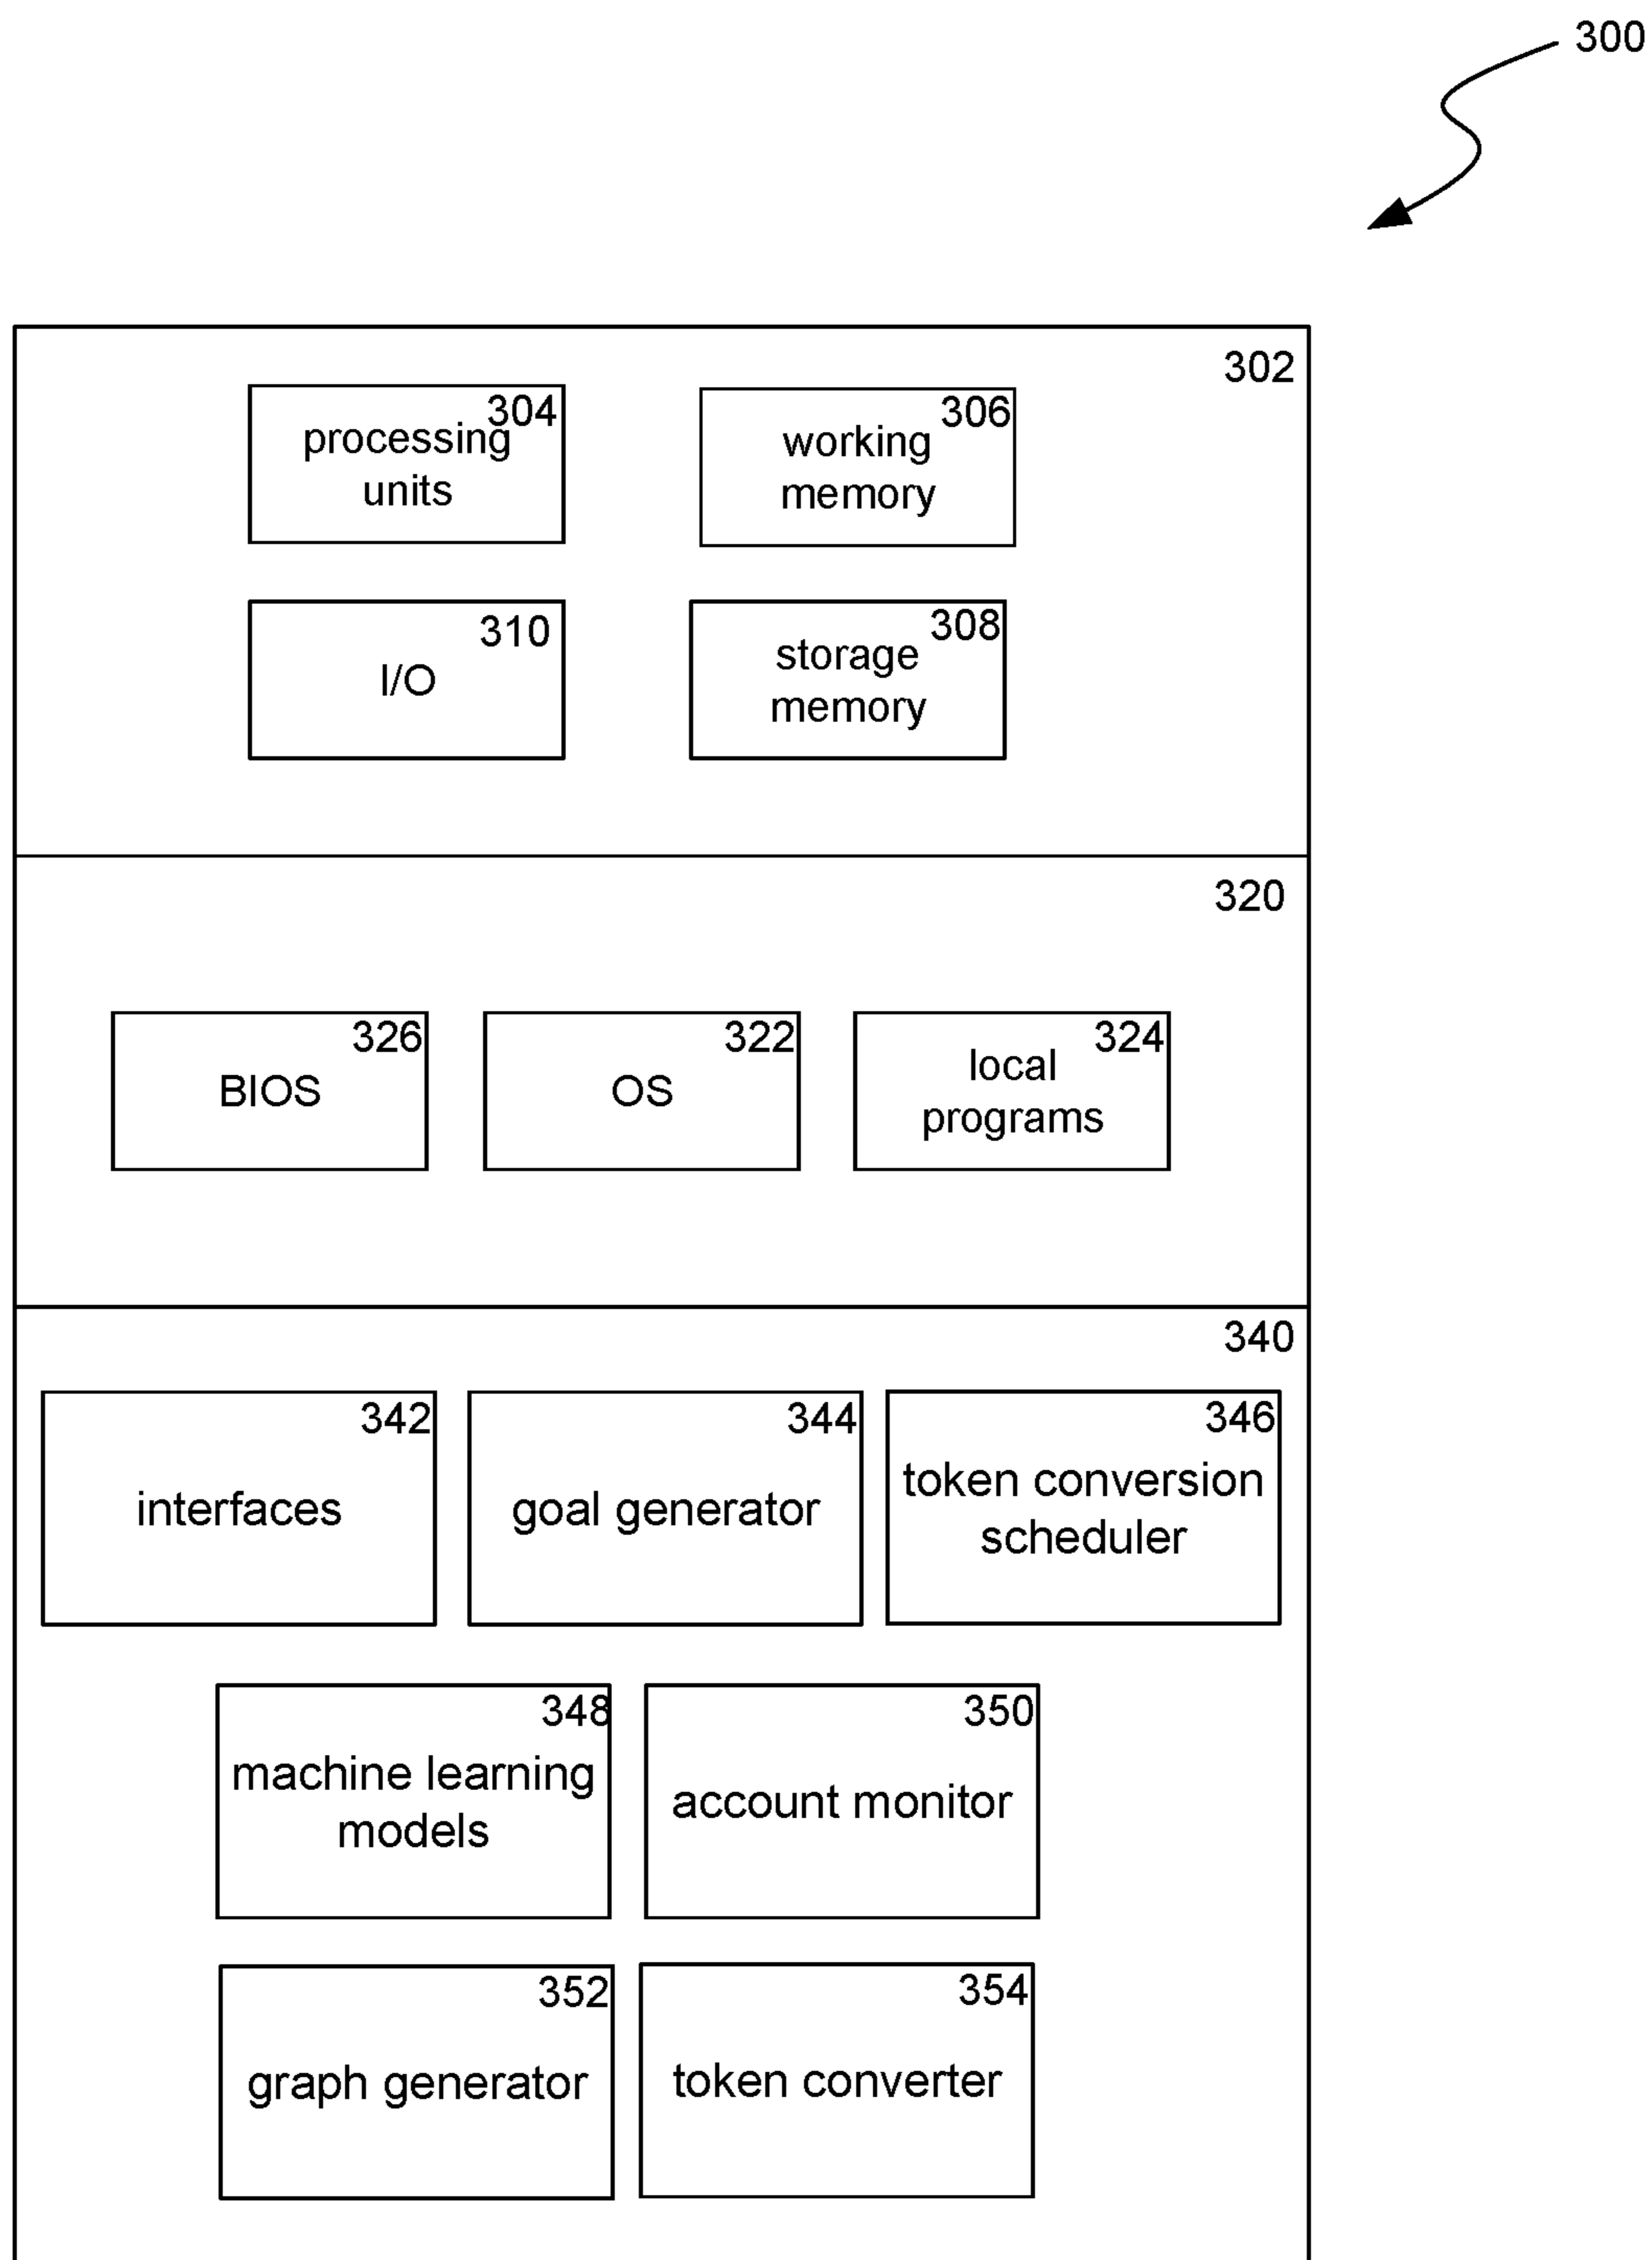 300
302
304
processing
units
306
working
memory
310
I/O
308
storage
memory
320
326
BIOS
322
OS
324
local
programs
340
342
interfaces
344
goal generator
346
token conversion
scheduler
348
machine learning
models
350
account monitor
352
graph generator
354
token converter